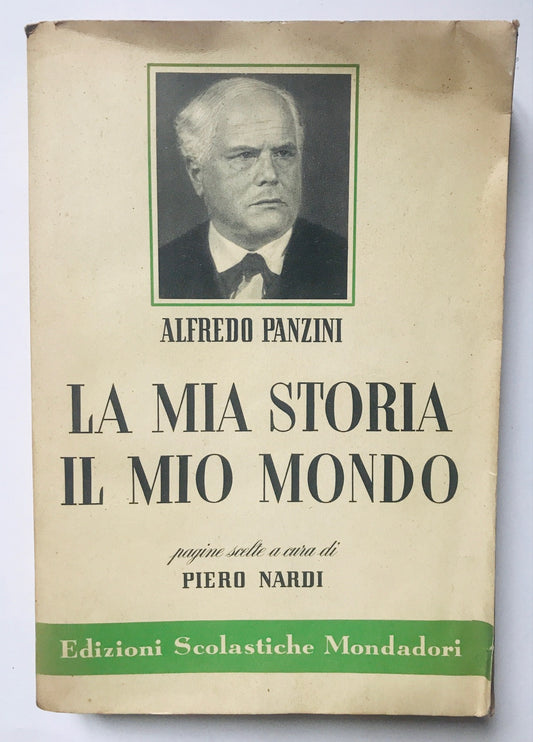 ALFREDO PANZINI
LA MIA STORIA
IL MIO MONDO
pagine scelte a cura di
PIERO NARDI
Edizioni Scolastiche Mondadori